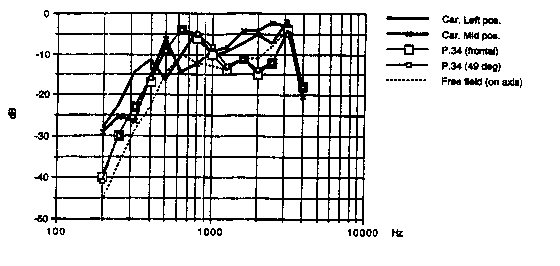 0
-10
-20
-30
-40
-50
dB
100
1000
10000
Hz
Car. Left pos.
Car. Mid pos.
P.34 (frontal)
P.34 (49 deg)
Free field (on axis)